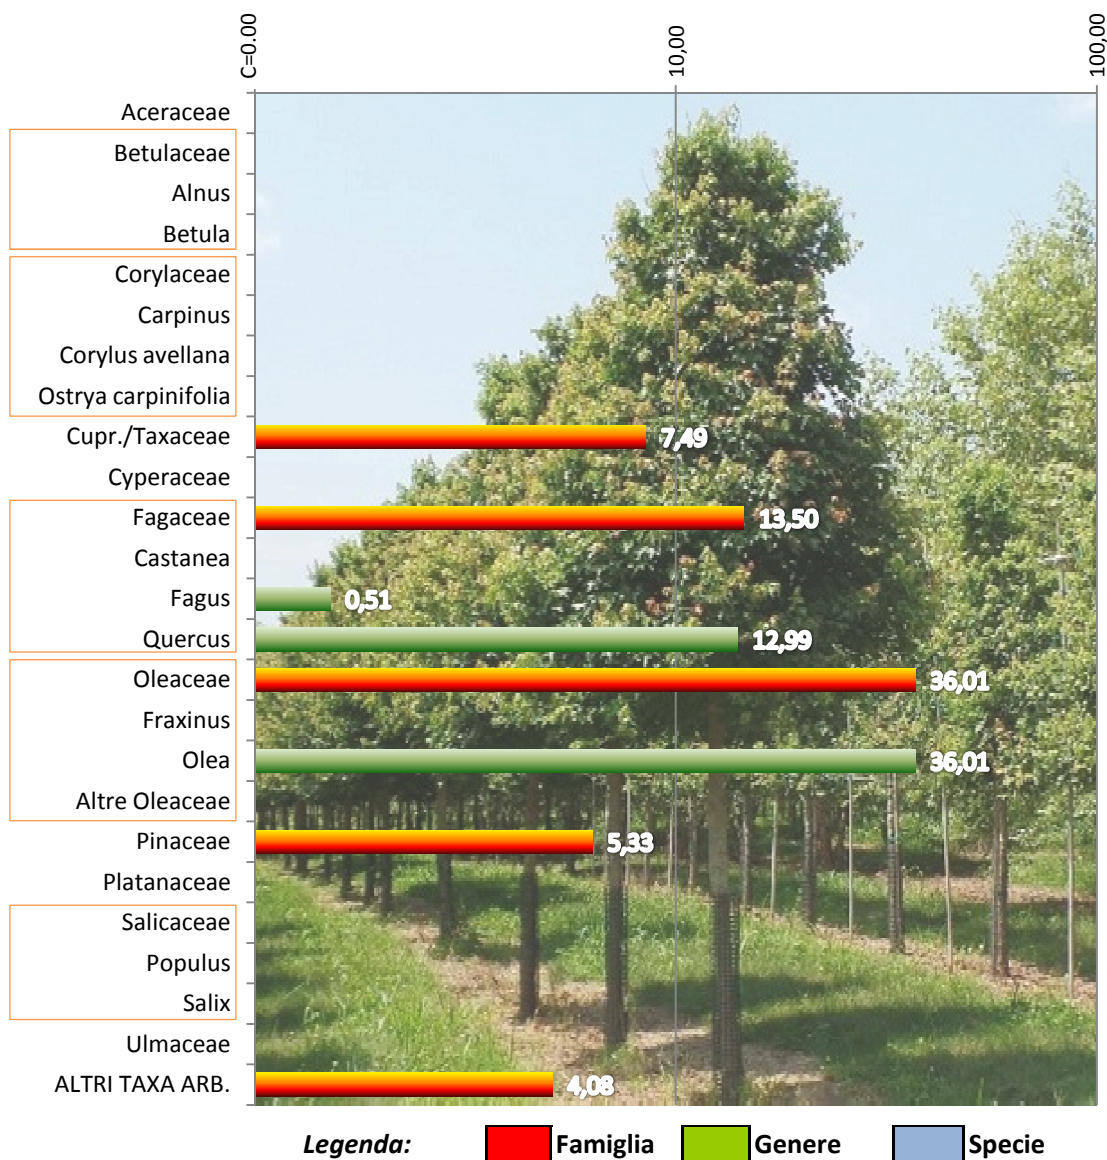 C=0.00
10,00
100,00
Aceraceae
Betulaceae
Alnus
Betula
Corylaceae
Carpinus
Corylus avellana
Ostrya carpinifolia
Cupr./Taxaceae 7,49
Cyperaceae
Fagaceae 13,50
Castanea
Fagus 0,51
Quercus 12,99
Oleaceae 36,01
Fraxinus
Olea 36,01
Altre Oleaceae
Pinaceae 5,33
Platanaceae
Salicaceae
Populus
Salix
Ulmaceae
ALTRI TAXA ARB. 4,08
Legenda: Famiglia Genere Specie